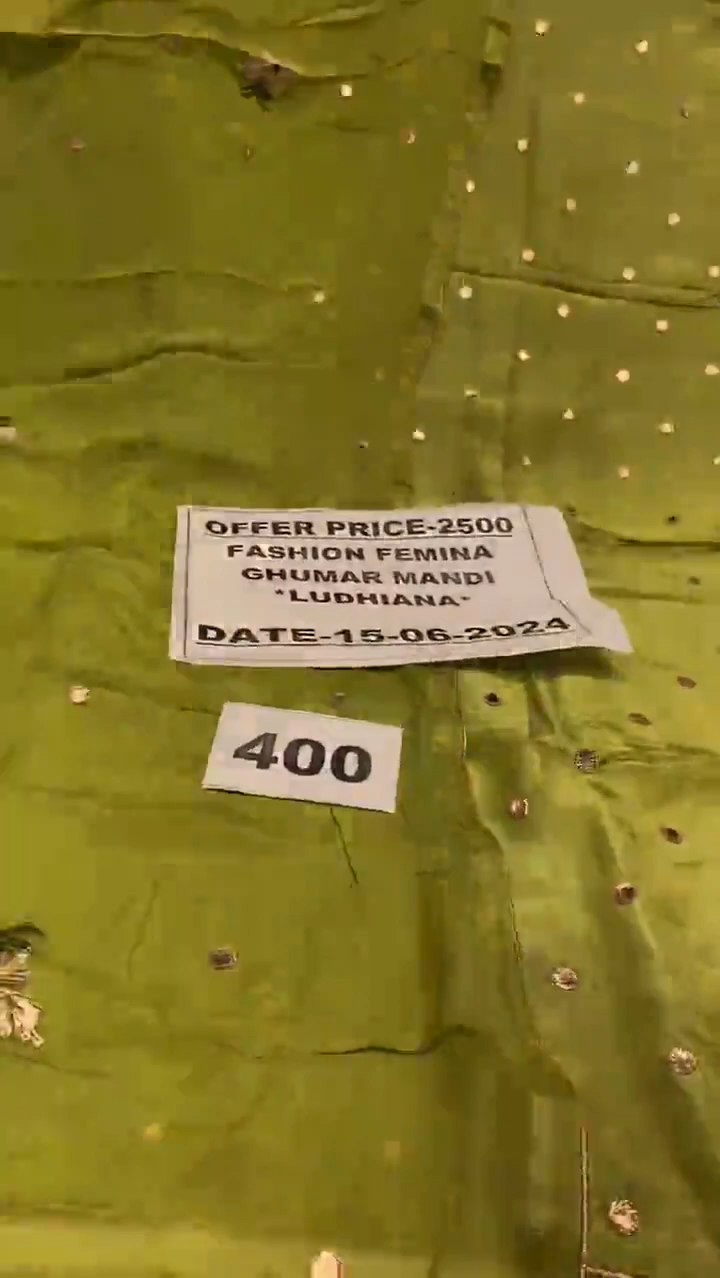 OFFER PRICE-2500
FASHION FEMINA
GHUMAR MANDI
*LUDHIANA*
DATE-15-06-2024
400